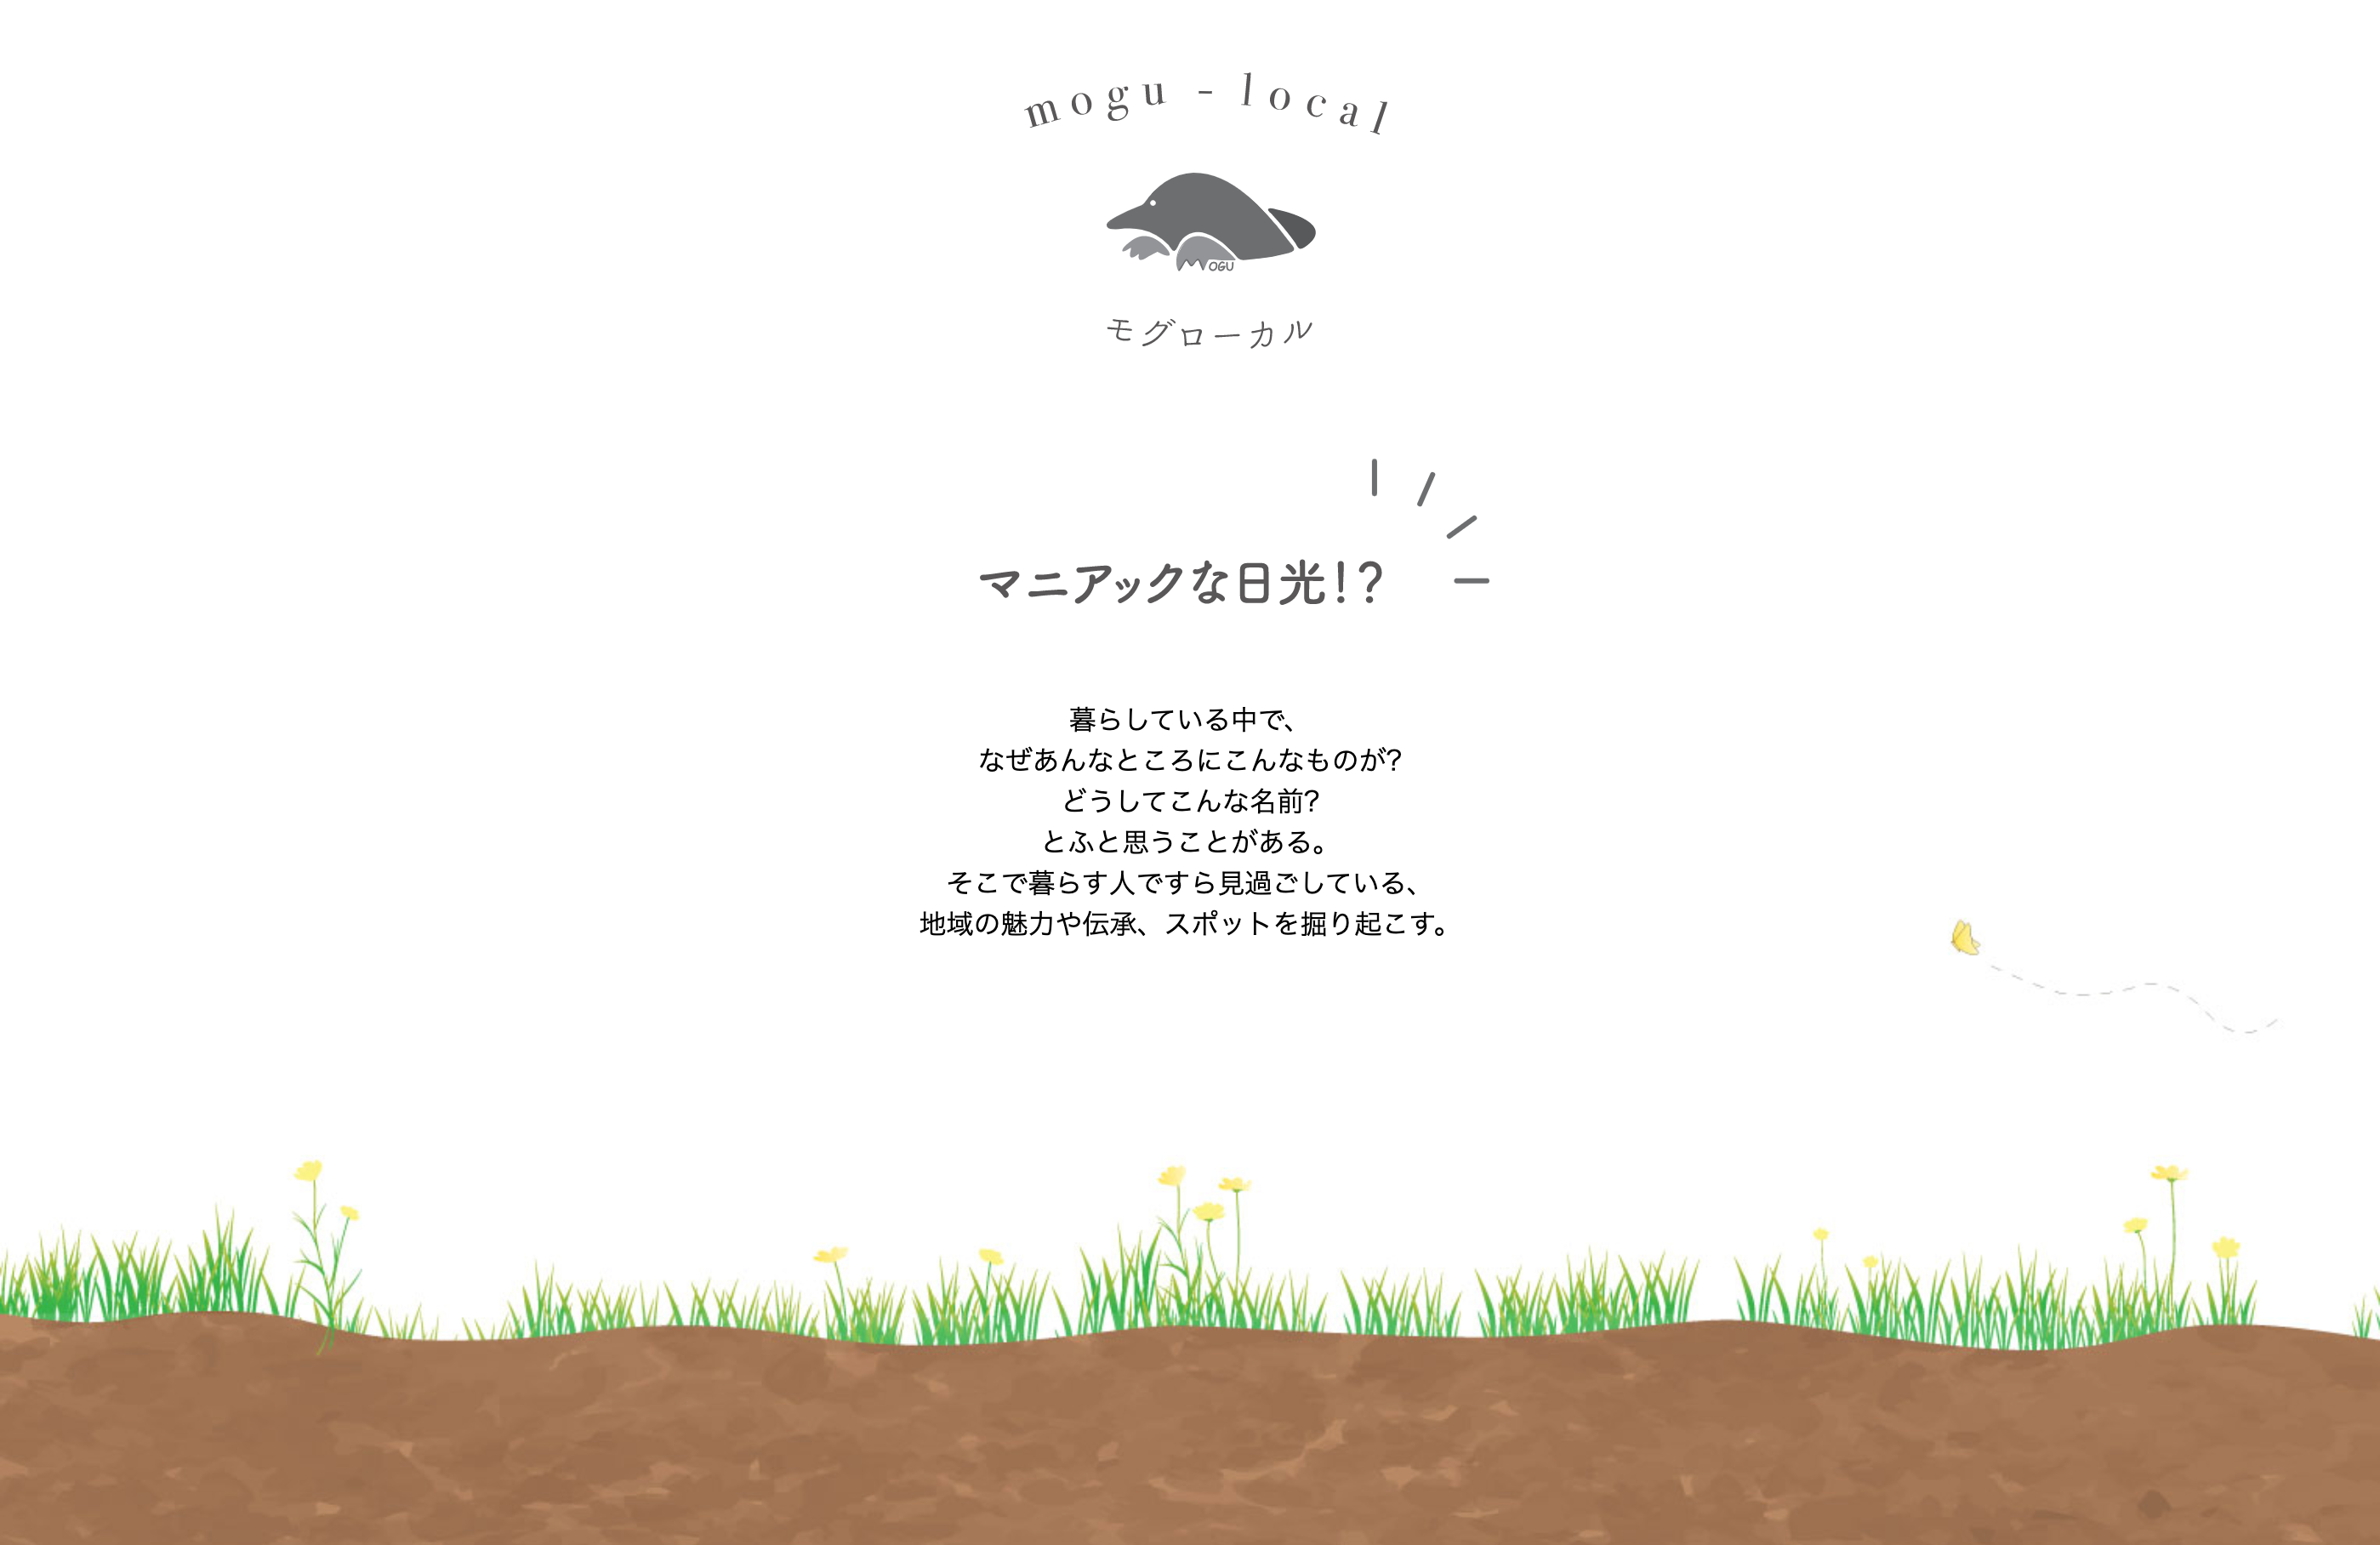 mogu - local
MOGU
モグローカル
マニアックな日光!?
暮らしている中で、
なぜあんなところにこんなものが?
どうしてこんな名前?
とふと思うことがある。
そこで暮らす人ですら見過ごしている、
地域の魅力や伝承、スポットを掘り起こす。